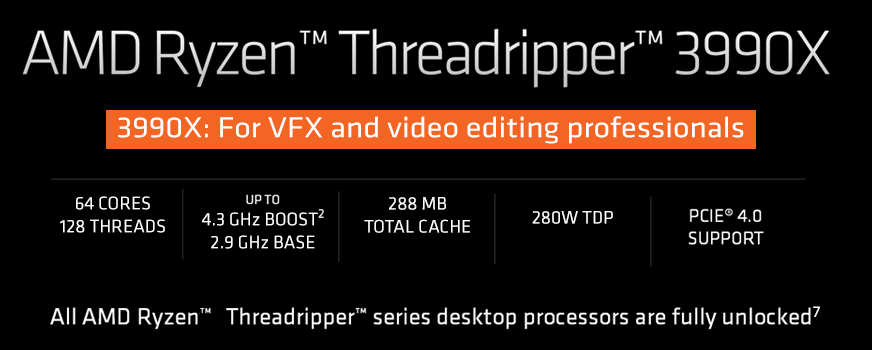 AMD Ryzen™ Threadripper™ 3990X
3990X: For VFX and video editing professionals
64 CORES
128 THREADS
UP TO
4.3 GHz BOOST²
2.9 GHz BASE
288 MB
TOTAL CACHE
280W TDP
PCIE® 4.0
SUPPORT
All AMD Ryzen™ Threadripper™ series desktop processors are fully unlocked⁷